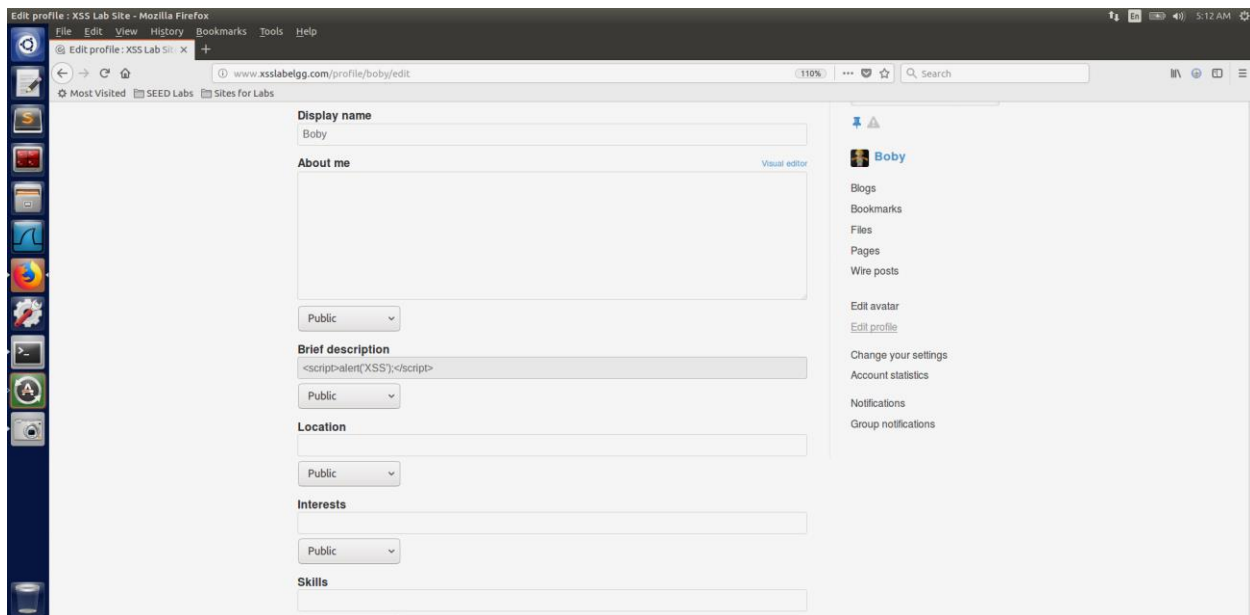 Edit profile : XSS Lab Site - Mozilla Firefox
En 5:12 AM
File Edit View History Bookmarks Tools Help
Edit profile : XSS Lab Sit
www.xsslabelgg.com/profile/boby/edit 110% Search
Most Visited SEED Labs Sites for Labs
Display name
Boby
About me Visual editor
Public
Brief description
<script>alert('XSS');</script>
Public
Location
Public
Interests
Public
Skills
Boby
Blogs
Bookmarks
Files
Pages
Wire posts
Edit avatar
Edit profile
Change your settings
Account statistics
Notifications
Group notifications